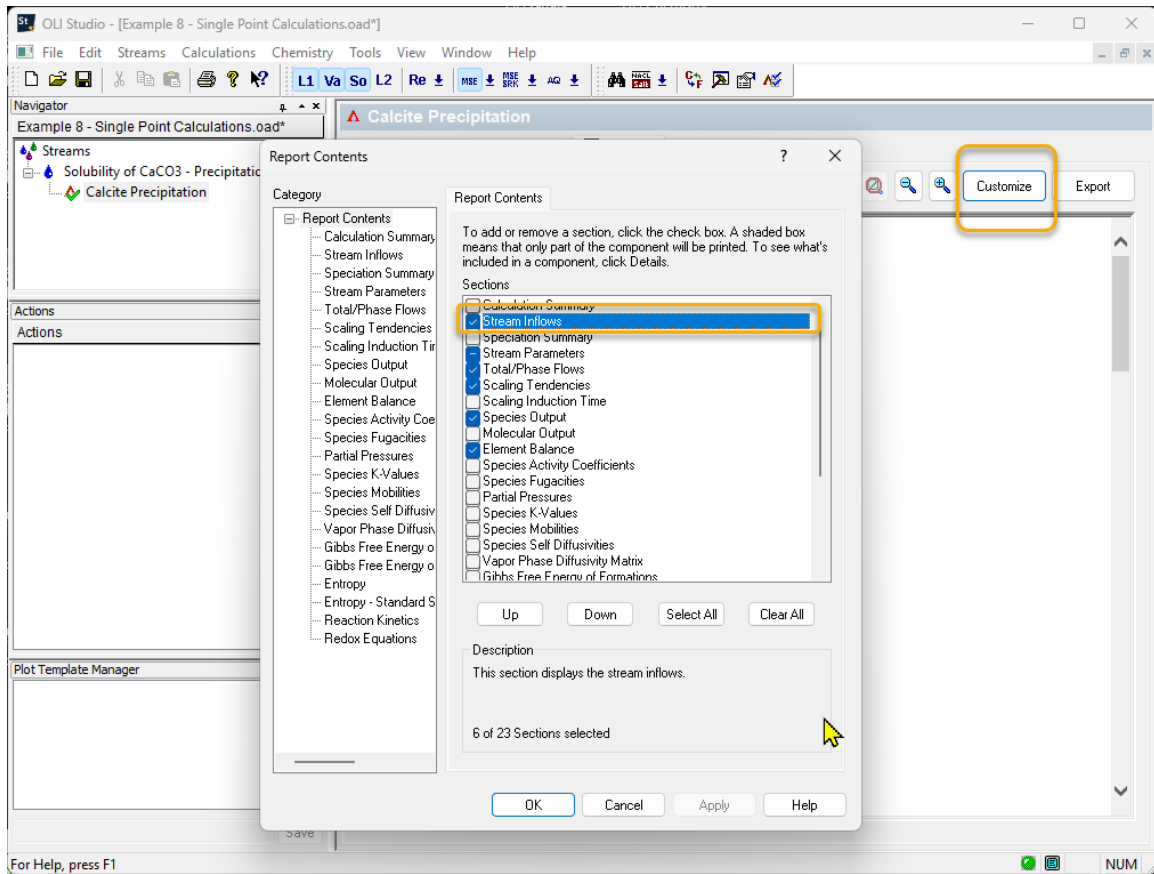 OLI Studio - [Example 8 - Single Point Calculations.oad*]
File Edit Streams Calculations Chemistry Tools View Window Help
L1 Va So L2 Re MSE MSE SRK AQ
Navigator
Example 8 - Single Point Calculations.oad*
Streams
Solubility of CaCO3 - Precipitatic
Calcite Precipitation
Actions
Actions
Plot Template Manager
Save
Calcite Precipitation
Customize Export
Report Contents
Category
Report Contents
Calculation Summary
Stream Inflows
Speciation Summary
Stream Parameters
Total/Phase Flows
Scaling Tendencies
Scaling Induction Tir
Species Output
Molecular Output
Element Balance
Species Activity Coe
Species Fugacities
Partial Pressures
Species K-Values
Species Mobilities
Species Self Diffusiv
Vapor Phase Diffusiv
Gibbs Free Energy o
Gibbs Free Energy o
Entropy
Entropy - Standard S
Reaction Kinetics
Redox Equations
Report Contents
To add or remove a section, click the check box. A shaded box
means that only part of the component will be printed. To see what's
included in a component, click Details.
Sections
Calculation Summary
Stream Inflows
Speciation Summary
Stream Parameters
Total/Phase Flows
Scaling Tendencies
Scaling Induction Time
Species Output
Molecular Output
Element Balance
Species Activity Coefficients
Species Fugacities
Partial Pressures
Species K-Values
Species Mobilities
Species Self Diffusivities
Vapor Phase Diffusivity Matrix
Gibbs Free Energy of Formations
Up Down Select All Clear All
Description
This section displays the stream inflows.
6 of 23 Sections selected
OK Cancel Apply Help
For Help, press F1
NUM